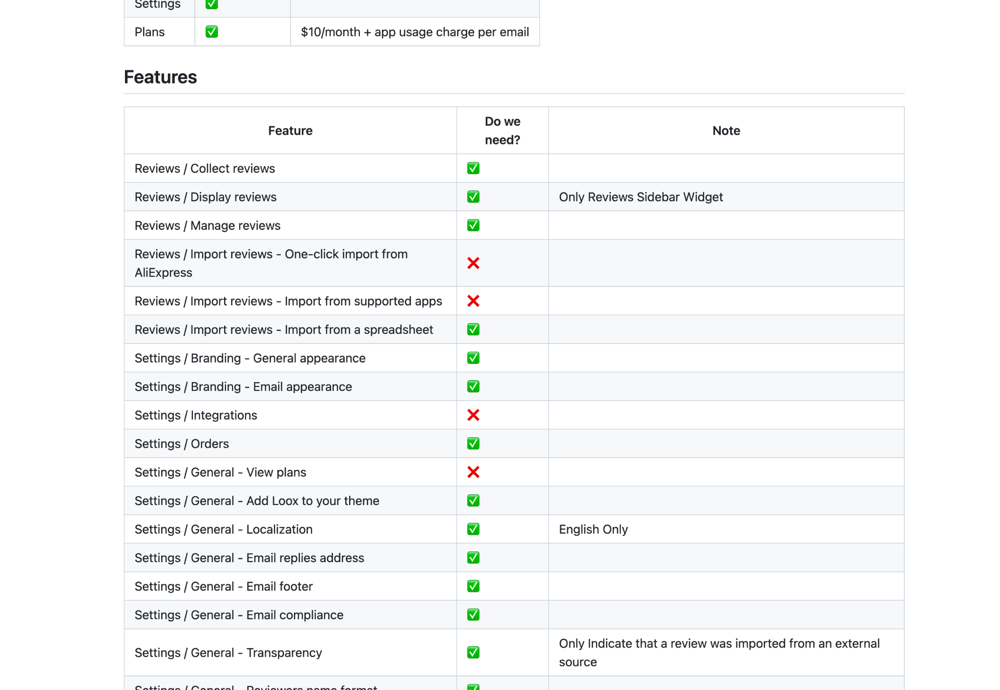 Settings ✅
Plans ✅ $10/month + app usage charge per email
Features
Feature Do we need? Note
Reviews / Collect reviews ✅
Reviews / Display reviews ✅ Only Reviews Sidebar Widget
Reviews / Manage reviews ✅
Reviews / Import reviews - One-click import from
AliExpress ❌
Reviews / Import reviews - Import from supported apps ❌
Reviews / Import reviews - Import from a spreadsheet ✅
Settings / Branding - General appearance ✅
Settings / Branding - Email appearance ✅
Settings / Integrations ❌
Settings / Orders ✅
Settings / General - View plans ❌
Settings / General - Add Loox to your theme ✅
Settings / General - Localization ✅ English Only
Settings / General - Email replies address ✅
Settings / General - Email footer ✅
Settings / General - Email compliance ✅
Settings / General - Transparency ✅ Only Indicate that a review was imported from an external
source
Settings / General - Reviewers name format ✅